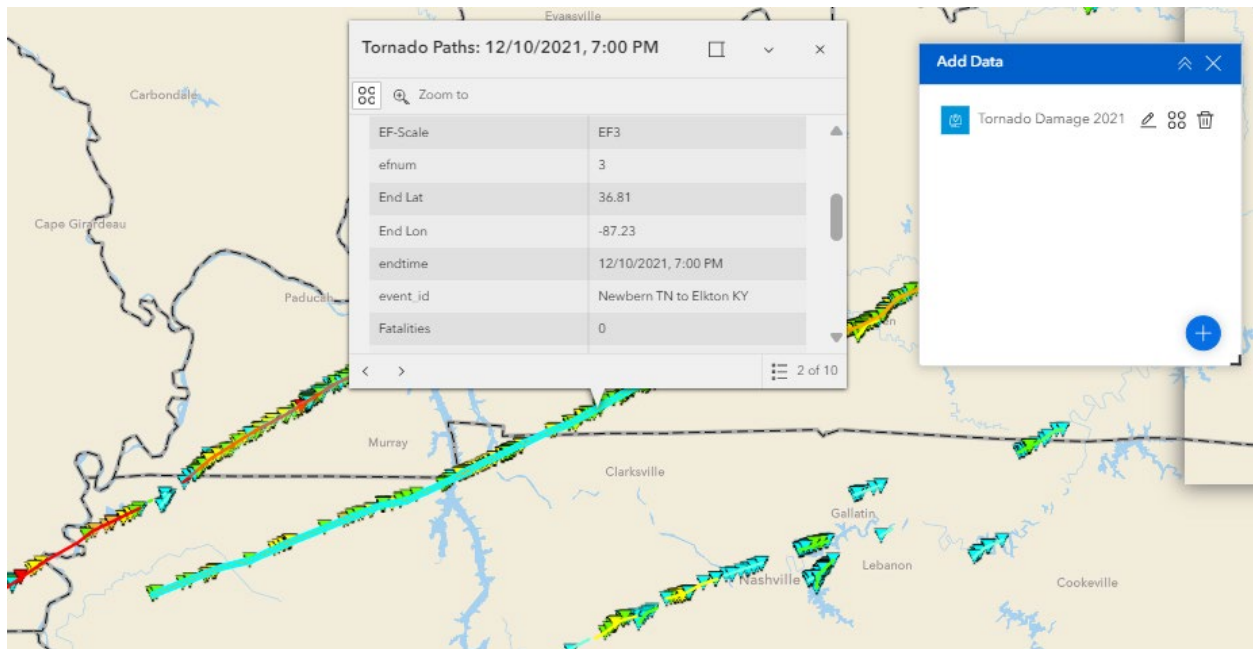 Evansville
Tornado Paths: 12/10/2021, 7:00 PM
Add Data
Zoom to
Carbondale
Tornado Damage 2021
EF-Scale EF3
efnum 3
End Lat 36.81
Cape Girardeau
End Lon -87.23
endtime 12/10/2021, 7:00 PM
Paducah
event_id Newbern TN to Elkton KY
Fatalities 0
2 of 10
Murray
Clarksville
Gallatin
Nashville
Lebanon
Cookeville